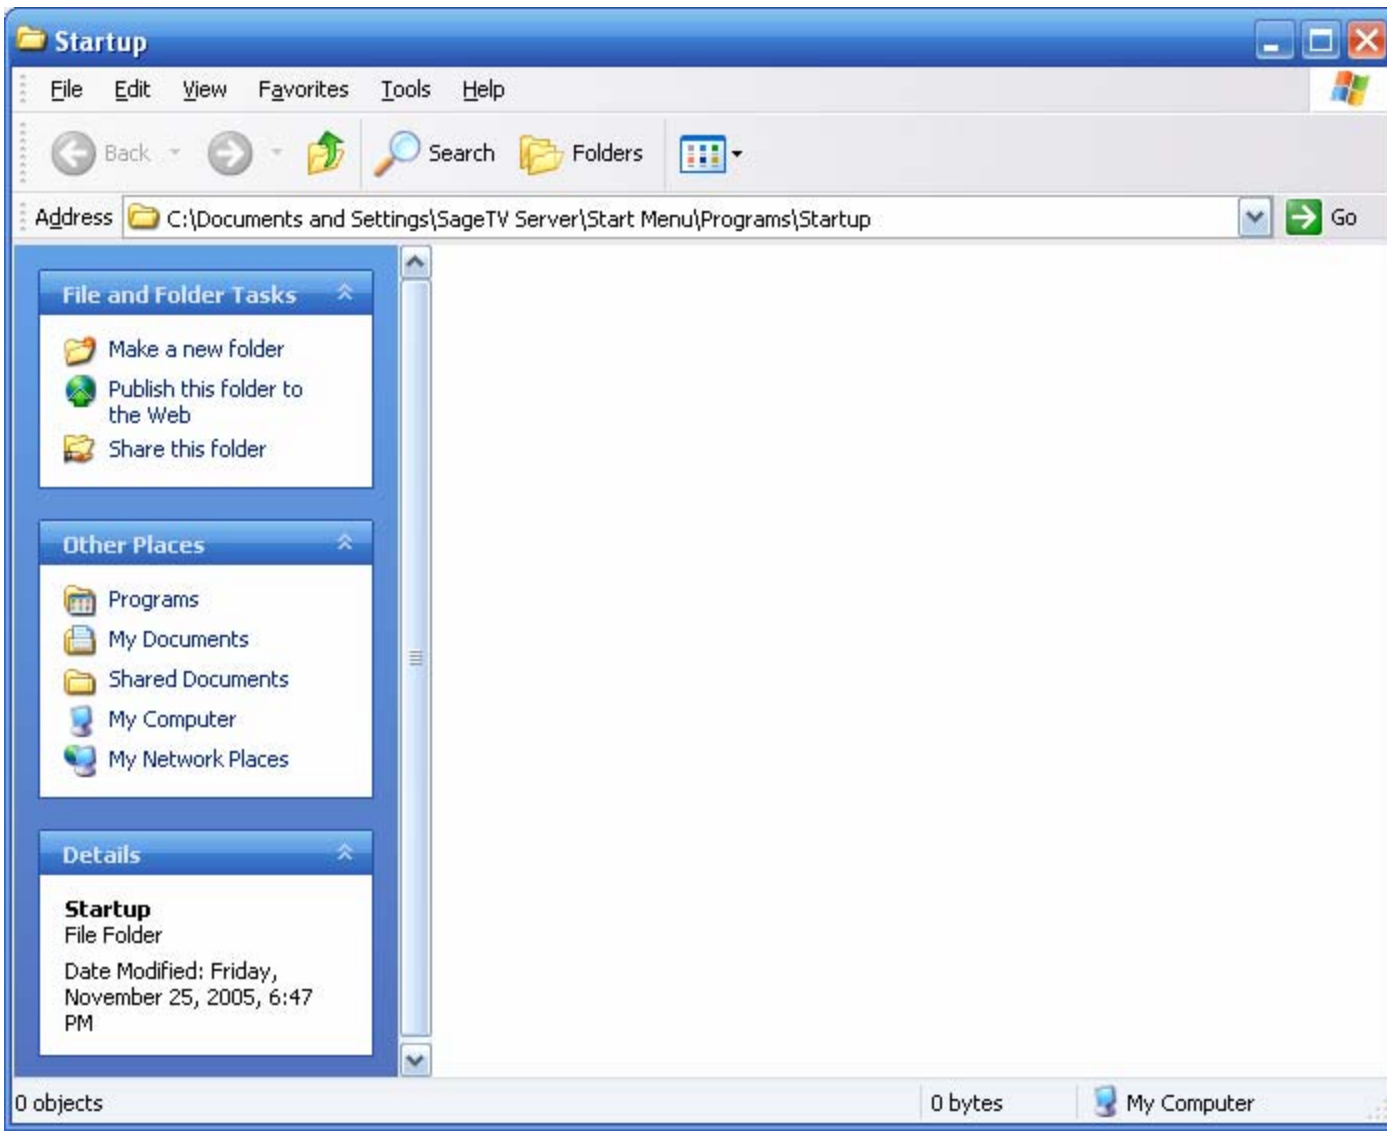 Startup
File Edit View Favorites Tools Help
Back Search Folders
Address C:\Documents and Settings\SageTV Server\Start Menu\Programs\Startup Go
File and Folder Tasks
Make a new folder
Publish this folder to
the Web
Share this folder
Other Places
Programs
My Documents
Shared Documents
My Computer
My Network Places
Details
Startup
File Folder
Date Modified: Friday,
November 25, 2005, 6:47
PM
0 objects 0 bytes My Computer